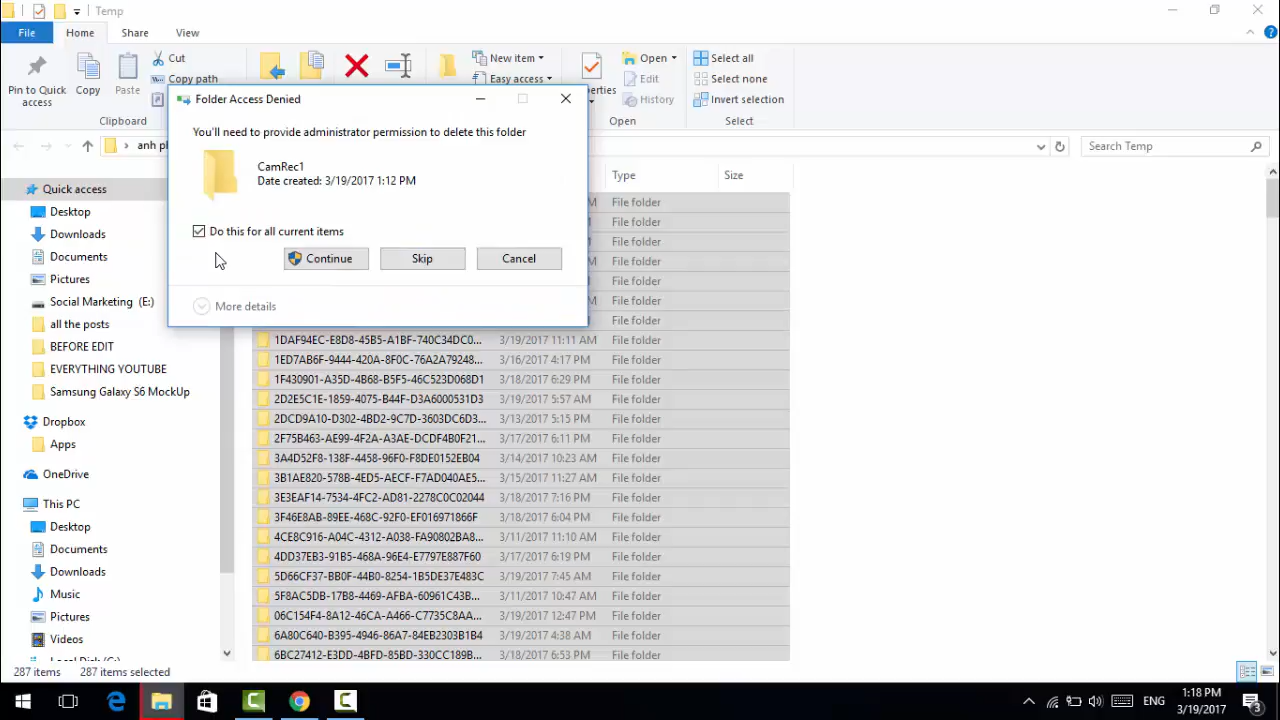 Temp
File
Home
Share
View
Pin to Quick
access
Copy
Paste
Cut
Copy path
New item
Easy access
Open
Edit
History
Select all
Select none
Invert selection
Clipboard
Open
Select
Folder Access Denied
You'll need to provide administrator permission to delete this folder
CamRec1
Date created: 3/19/2017 1:12 PM
Do this for all current items
Continue
Skip
Cancel
More details
Search Temp
Type
Size
Quick access
Desktop
Downloads
Documents
Pictures
Social Marketing (E:)
all the posts
BEFORE EDIT
EVERYTHING YOUTUBE
Samsung Galaxy S6 MockUp
Dropbox
Apps
OneDrive
This PC
Desktop
Documents
Downloads
Music
Pictures
Videos
File folder
File folder
File folder
File folder
File folder
File folder
File folder
1DAF94EC-E8D8-45B5-A1BF-740C34DC0... 3/19/2017 11:11 AM File folder
1ED7AB6F-9444-420A-8F0C-76A2A79248... 3/16/2017 4:17 PM File folder
1F430901-A35D-4B68-B5F5-46C523D068D1 3/18/2017 6:29 PM File folder
2D2E5C1E-1859-4075-B44F-D3A6000531D3 3/19/2017 5:57 AM File folder
2DCD9A10-D302-4BD2-9C7D-3603DC6D3... 3/13/2017 5:15 PM File folder
2F75B463-AE99-4F2A-A3AE-DCDF4B0F21... 3/17/2017 6:11 PM File folder
3A4D52F8-138F-4458-96F0-F8DE0152EB04 3/14/2017 10:23 AM File folder
3B1AE820-578B-4ED5-AECF-F7AD040AE5... 3/15/2017 11:27 AM File folder
3E3EAF14-7534-4FC2-AD81-2278C0C02044 3/18/2017 7:16 PM File folder
3F46E8AB-89EE-468C-92F0-EF016971866F 3/18/2017 6:04 PM File folder
4CE8C916-A04C-4312-A038-FA90802BA8... 3/11/2017 11:10 AM File folder
4DD37EB3-91B5-468A-96E4-E7797E887F60 3/17/2017 6:19 PM File folder
5D66CF37-BB0F-44B0-8254-1B5DE37E483C 3/19/2017 7:45 AM File folder
5F8AC5DB-17B8-4469-AFBA-60961C43B... 3/11/2017 10:47 AM File folder
06C154F4-8A12-46CA-A466-C7735C8AA... 3/19/2017 12:47 PM File folder
6A80C640-B395-4946-86A7-84EB2303B1B4 3/19/2017 4:38 AM File folder
6BC27412-E3DD-4BFD-85BD-330CC189B... 3/18/2017 6:53 PM File folder
287 items
287 items selected
ENG
1:18 PM
3/19/2017
3